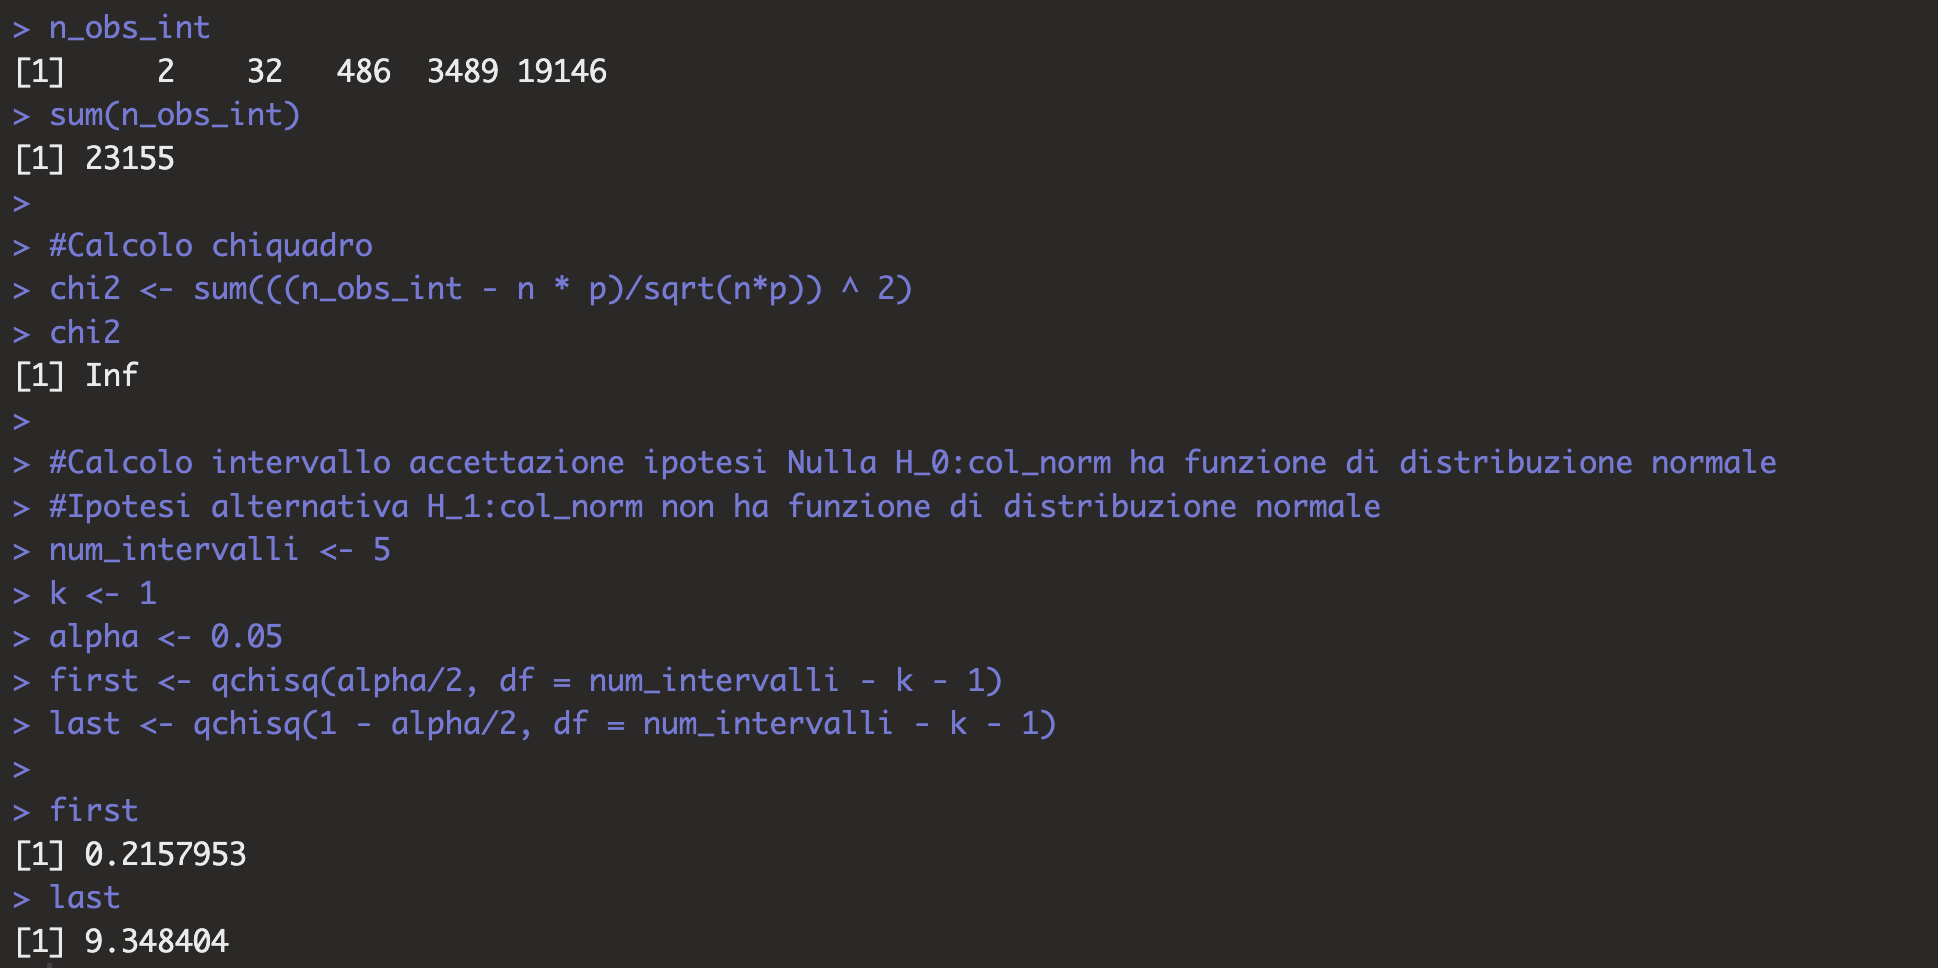 > n_obs_int
[1]     2    32   486  3489 19146
> sum(n_obs_int)
[1] 23155
>
> #Calcolo chiquadro
> chi2 <- sum(((n_obs_int - n * p)/sqrt(n*p)) ^ 2)
> chi2
[1] Inf
>
> #Calcolo intervallo accettazione ipotesi Nulla H_0:col_norm ha funzione di distribuzione normale
> #Ipotesi alternativa H_1:col_norm non ha funzione di distribuzione normale
> num_intervalli <- 5
> k <- 1
> alpha <- 0.05
> first <- qchisq(alpha/2, df = num_intervalli - k - 1)
> last <- qchisq(1 - alpha/2, df = num_intervalli - k - 1)
>
> first
[1] 0.2157953
> last
[1] 9.348404